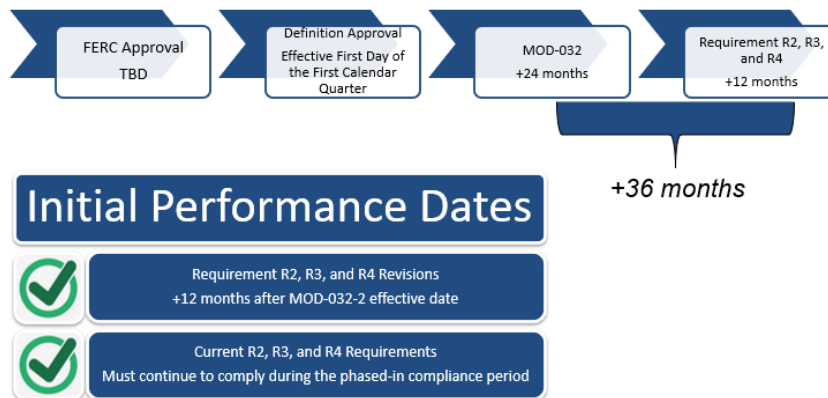 FERC Approval
TBD
Definition Approval
Effective First Day of
the First Calendar
Quarter
MOD-032
+24 months
Requirement R2, R3,
and R4
+12 months
+36 months
Initial Performance Dates
Requirement R2, R3, and R4 Revisions
+12 months after MOD-032-2 effective date
Current R2, R3, and R4 Requirements
Must continue to comply during the phased-in compliance period